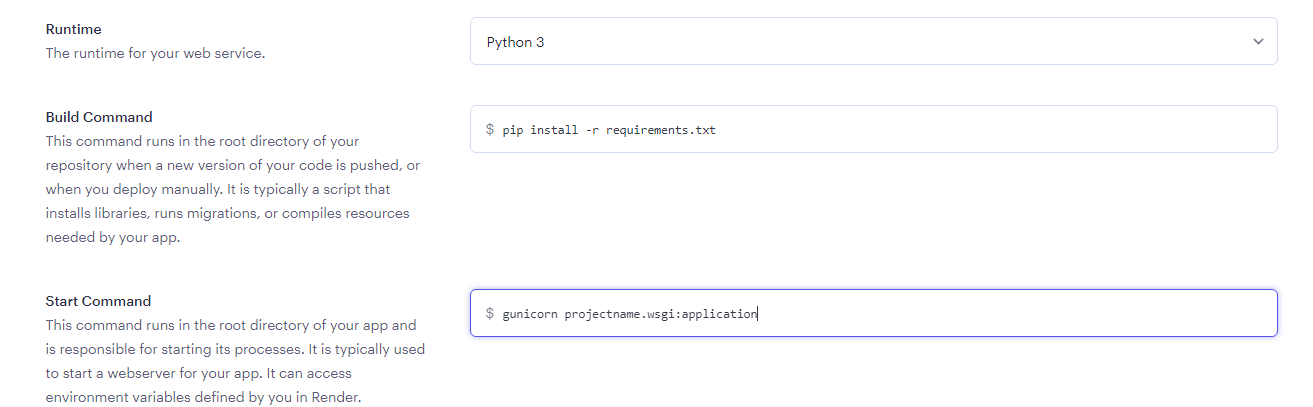 Runtime
The runtime for your web service.
Python 3
Build Command
This command runs in the root directory of your
repository when a new version of your code is pushed, or
when you deploy manually. It is typically a script that
installs libraries, runs migrations, or compiles resources
needed by your app.
$ pip install -r requirements.txt
Start Command
This command runs in the root directory of your app and
is responsible for starting its processes. It is typically used
to start a webserver for your app. It can access
environment variables defined by you in Render.
$ gunicorn projectname.wsgi:application